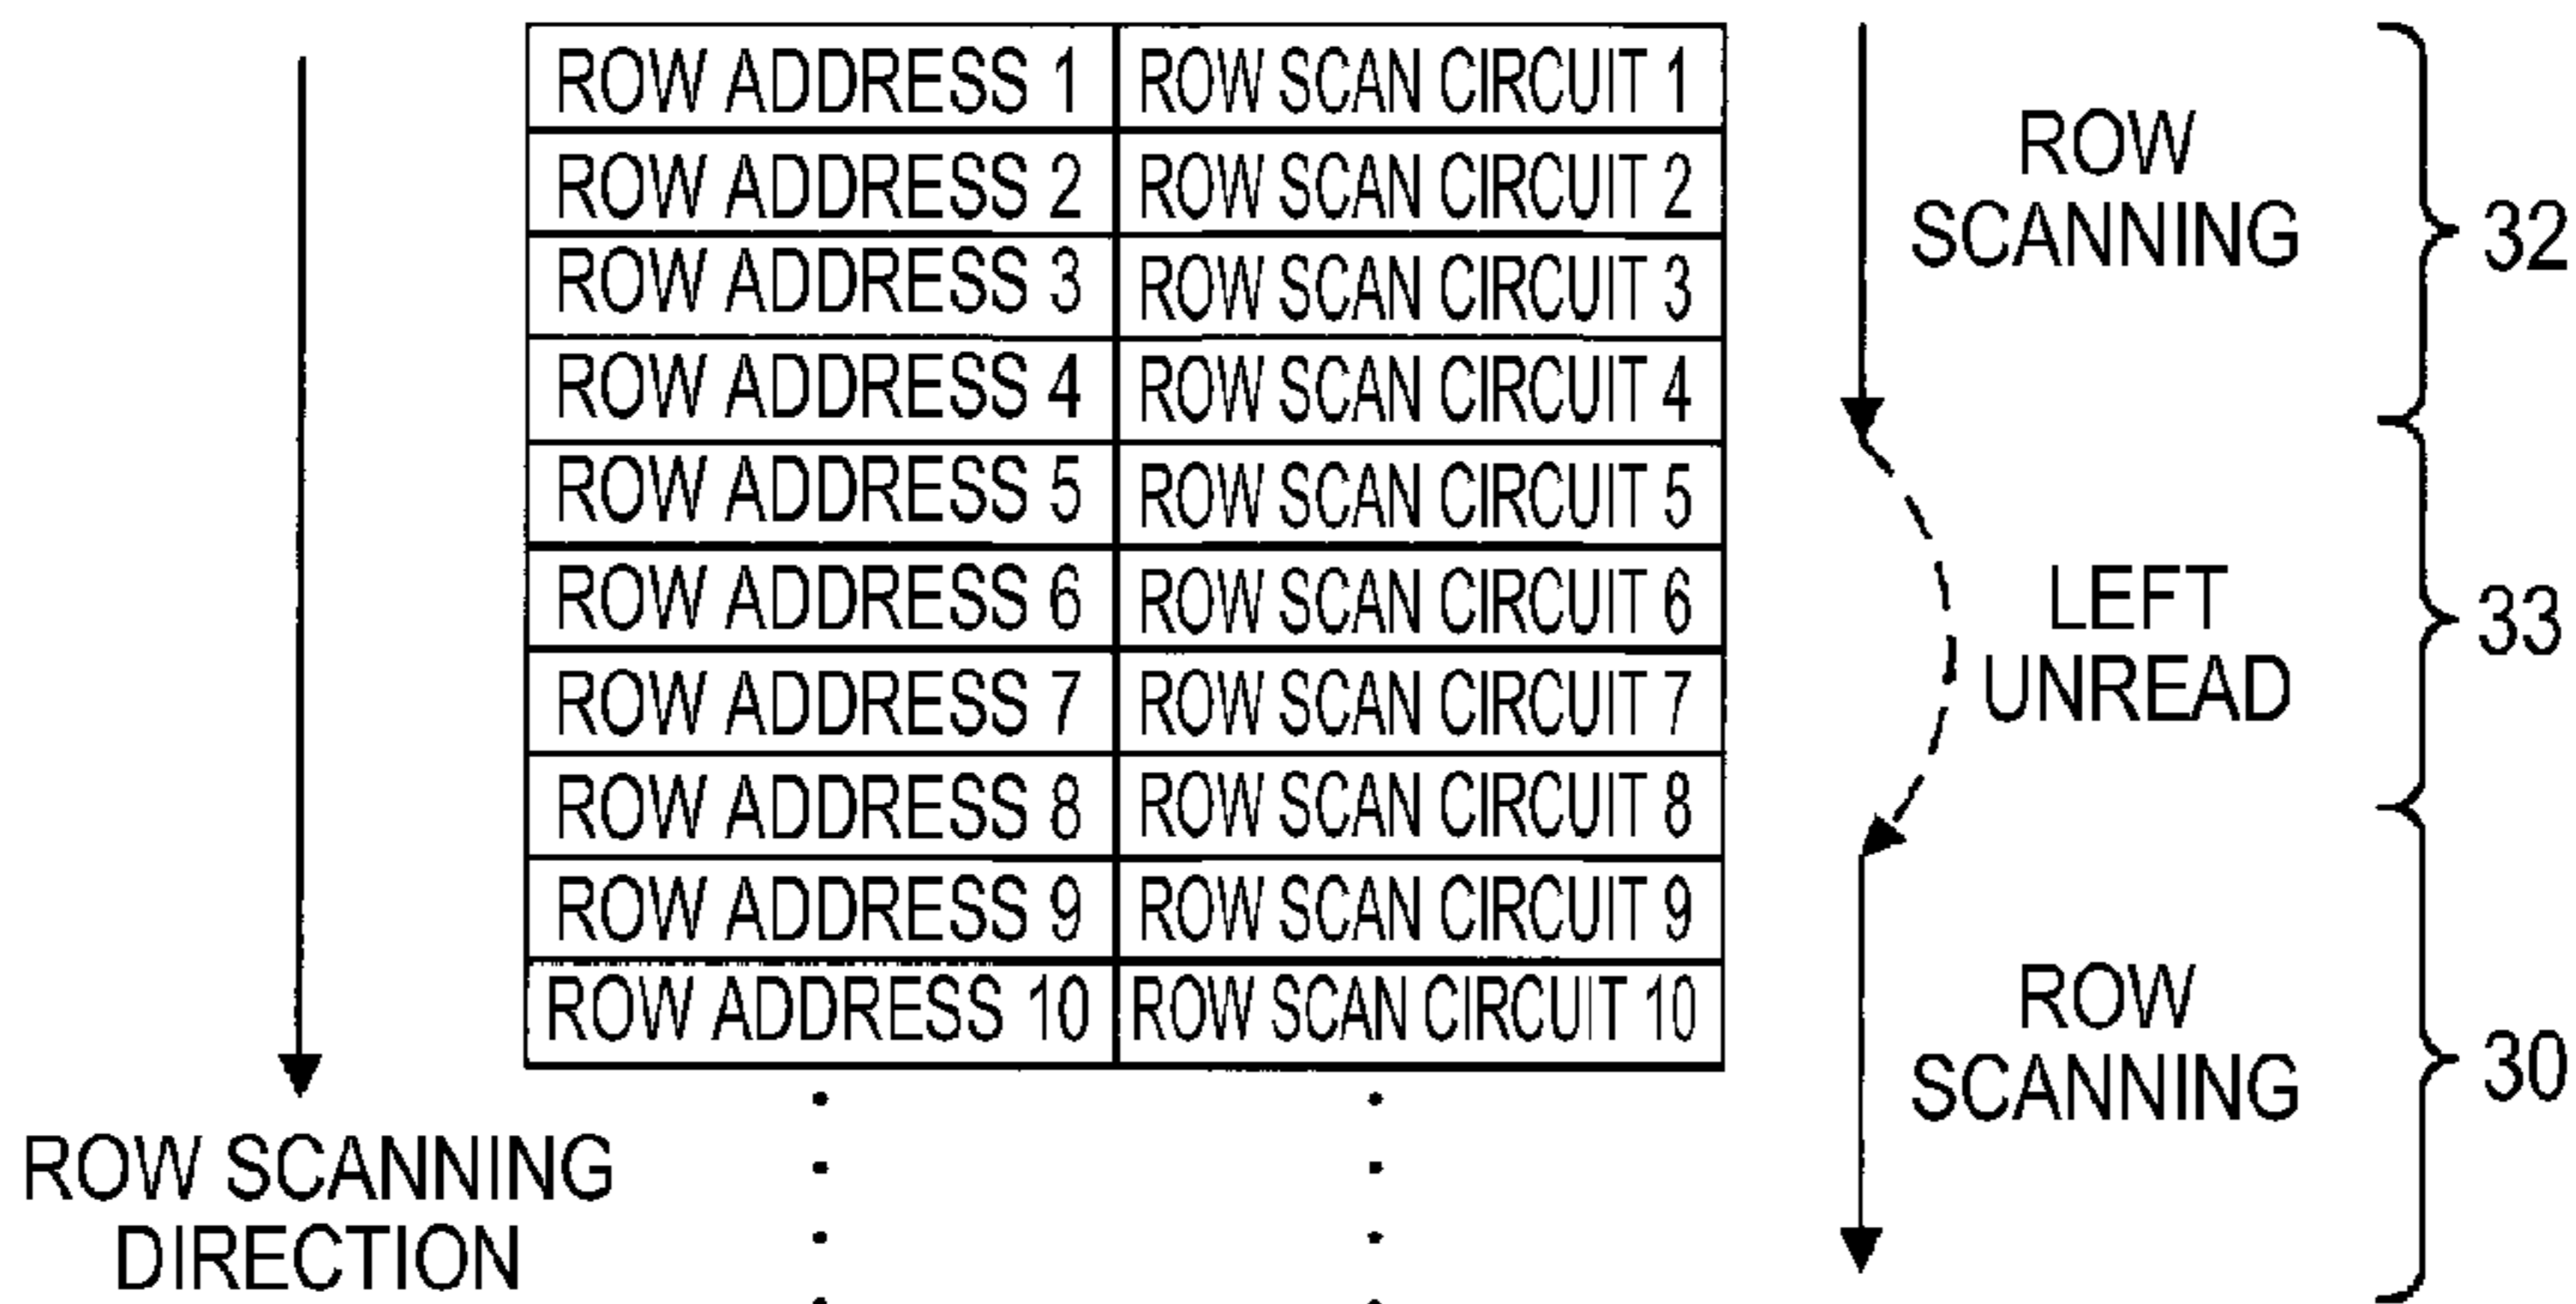 ROW ADDRESS 1 ROW SCAN CIRCUIT 1
ROW ADDRESS 2 ROW SCAN CIRCUIT 2
ROW ADDRESS 3 ROW SCAN CIRCUIT 3
ROW ADDRESS 4 ROW SCAN CIRCUIT 4
ROW ADDRESS 5 ROW SCAN CIRCUIT 5
ROW ADDRESS 6 ROW SCAN CIRCUIT 6
ROW ADDRESS 7 ROW SCAN CIRCUIT 7
ROW ADDRESS 8 ROW SCAN CIRCUIT 8
ROW ADDRESS 9 ROW SCAN CIRCUIT 9
ROW ADDRESS 10 ROW SCAN CIRCUIT 10
ROW SCANNING
DIRECTION
ROW
SCANNING
32
LEFT
UNREAD
33
ROW
SCANNING
30